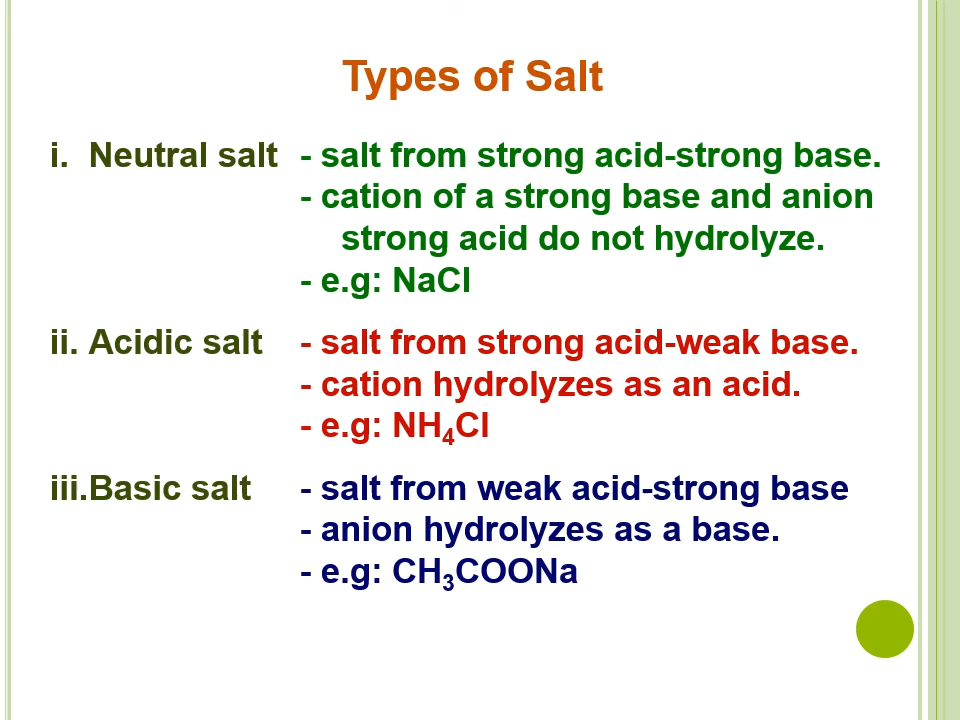 Types of Salt
i. Neutral salt - salt from strong acid-strong base.
- cation of a strong base and anion
strong acid do not hydrolyze.
- e.g: NaCl
ii. Acidic salt - salt from strong acid-weak base.
- cation hydrolyzes as an acid.
- e.g: NH₄Cl
iii.Basic salt - salt from weak acid-strong base
- anion hydrolyzes as a base.
- e.g: CH₃COONa